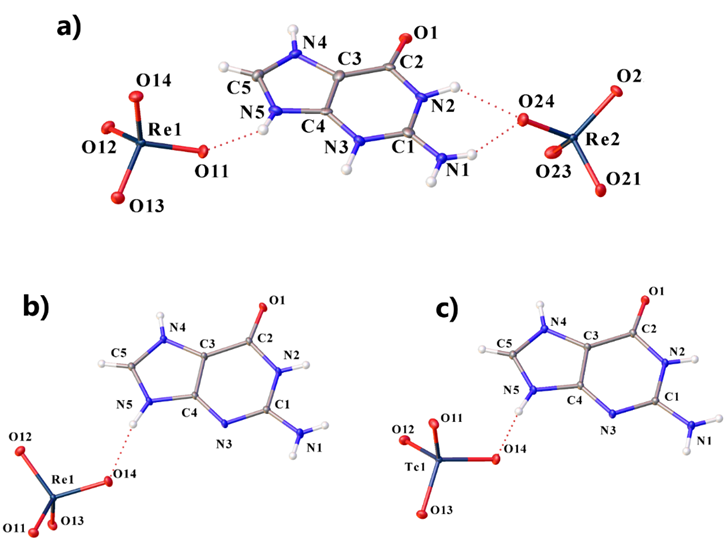 a)
O1
N4
C3
C2
O14
C5
N2
O24
O2
N5
C4
Re1
O12
N3
C1
Re2
O11
N1
O23
O21
O13
b)
c)
O1
N4
C3
C2
C5
N2
N5
C4
C1
N3
N1
O12
Re1
O14
O11
O13
O1
N4
C3
C2
C5
N2
N5
C4
C1
O11
N3
O12
N1
Tc1
O14
O13